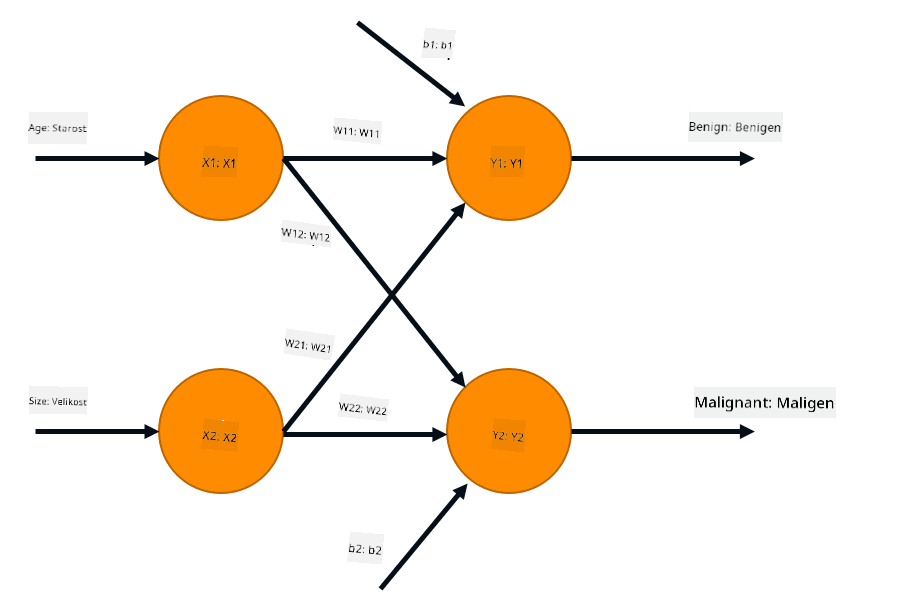 b1: b1
Age: Starost
W11: W11
Benign: Benigen
X1: X1
Y1: Y1
W12: W12
W21: W21
Size: Velikost
W22: W22
Malignant: Maligen
X2: X2
Y2: Y2
b2: b2